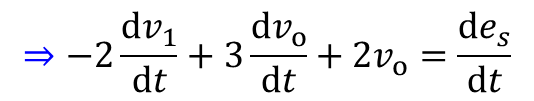 ⇒ −2 dv₁/dt + 3 dvₒ/dt + 2vₒ = deₛ/dt